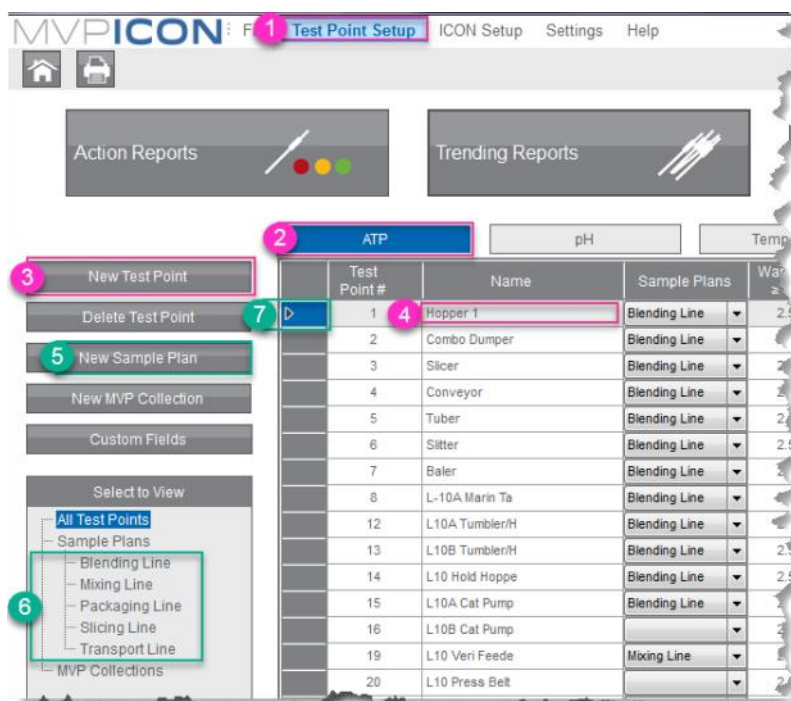 MVPICON F 1 Test Point Setup ICON Setup Settings Help
Action Reports
Trending Reports
2 ATP pH Temp
3 New Test Point
Delete Test Point
5 New Sample Plan
New MVP Collection
Custom Fields
Select to View
All Test Points
Sample Plans
Blending Line
Mixing Line
6 Packaging Line
Slicing Line
Transport Line
MVP Collections
Test Point # Name Sample Plans
7 1 4 Hopper 1 Blending Line
2 Combo Dumper Blending Line
3 Slicer Blending Line
4 Conveyor Blending Line
5 Tuber Blending Line
6 Slitter Blending Line
7 Baler Blending Line
8 L-10A Marin Ta Blending Line
12 L10A Tumbler/H Blending Line
13 L10B Tumbler/H Blending Line
14 L10 Hold Hoppe Blending Line
15 L10A Cat Pump Blending Line
16 L10B Cat Pump
19 L10 Veri Feede Mixing Line
20 L10 Press Belt